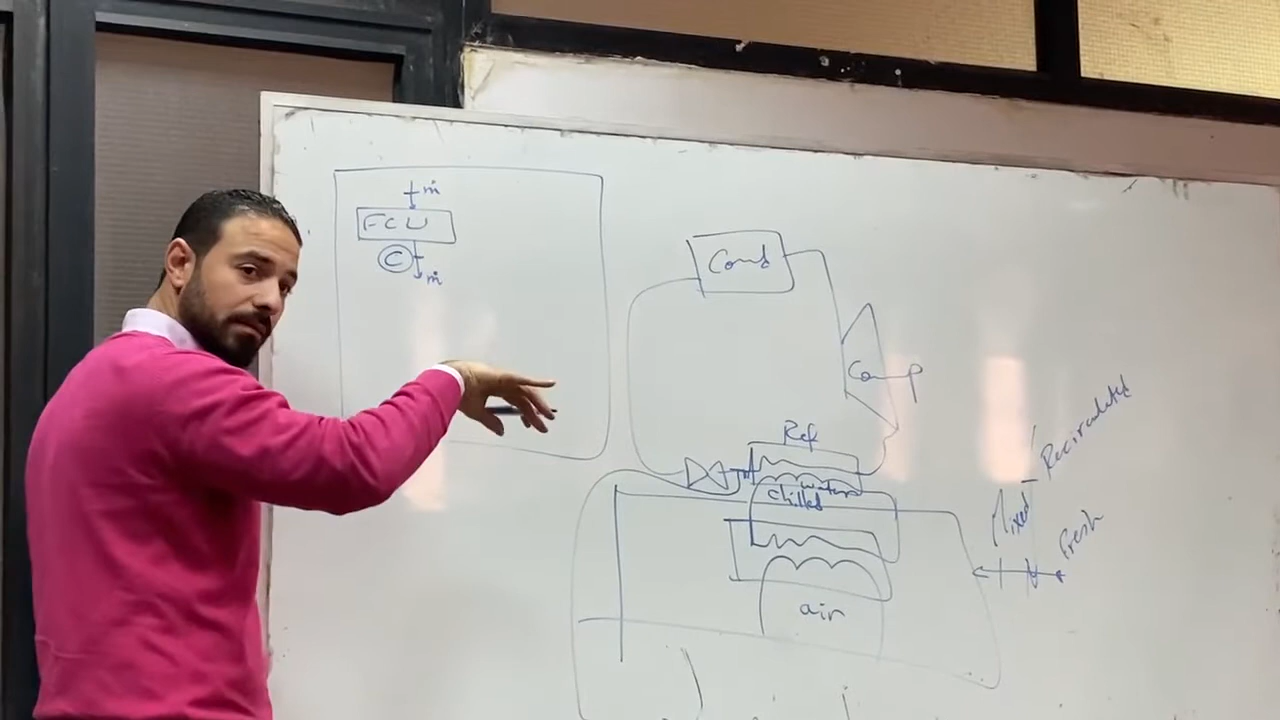 ṁ
FCU
C
ṁ
Cond
Comp
Ref
water
chilled
air
Mixed
Recirculated
Fresh